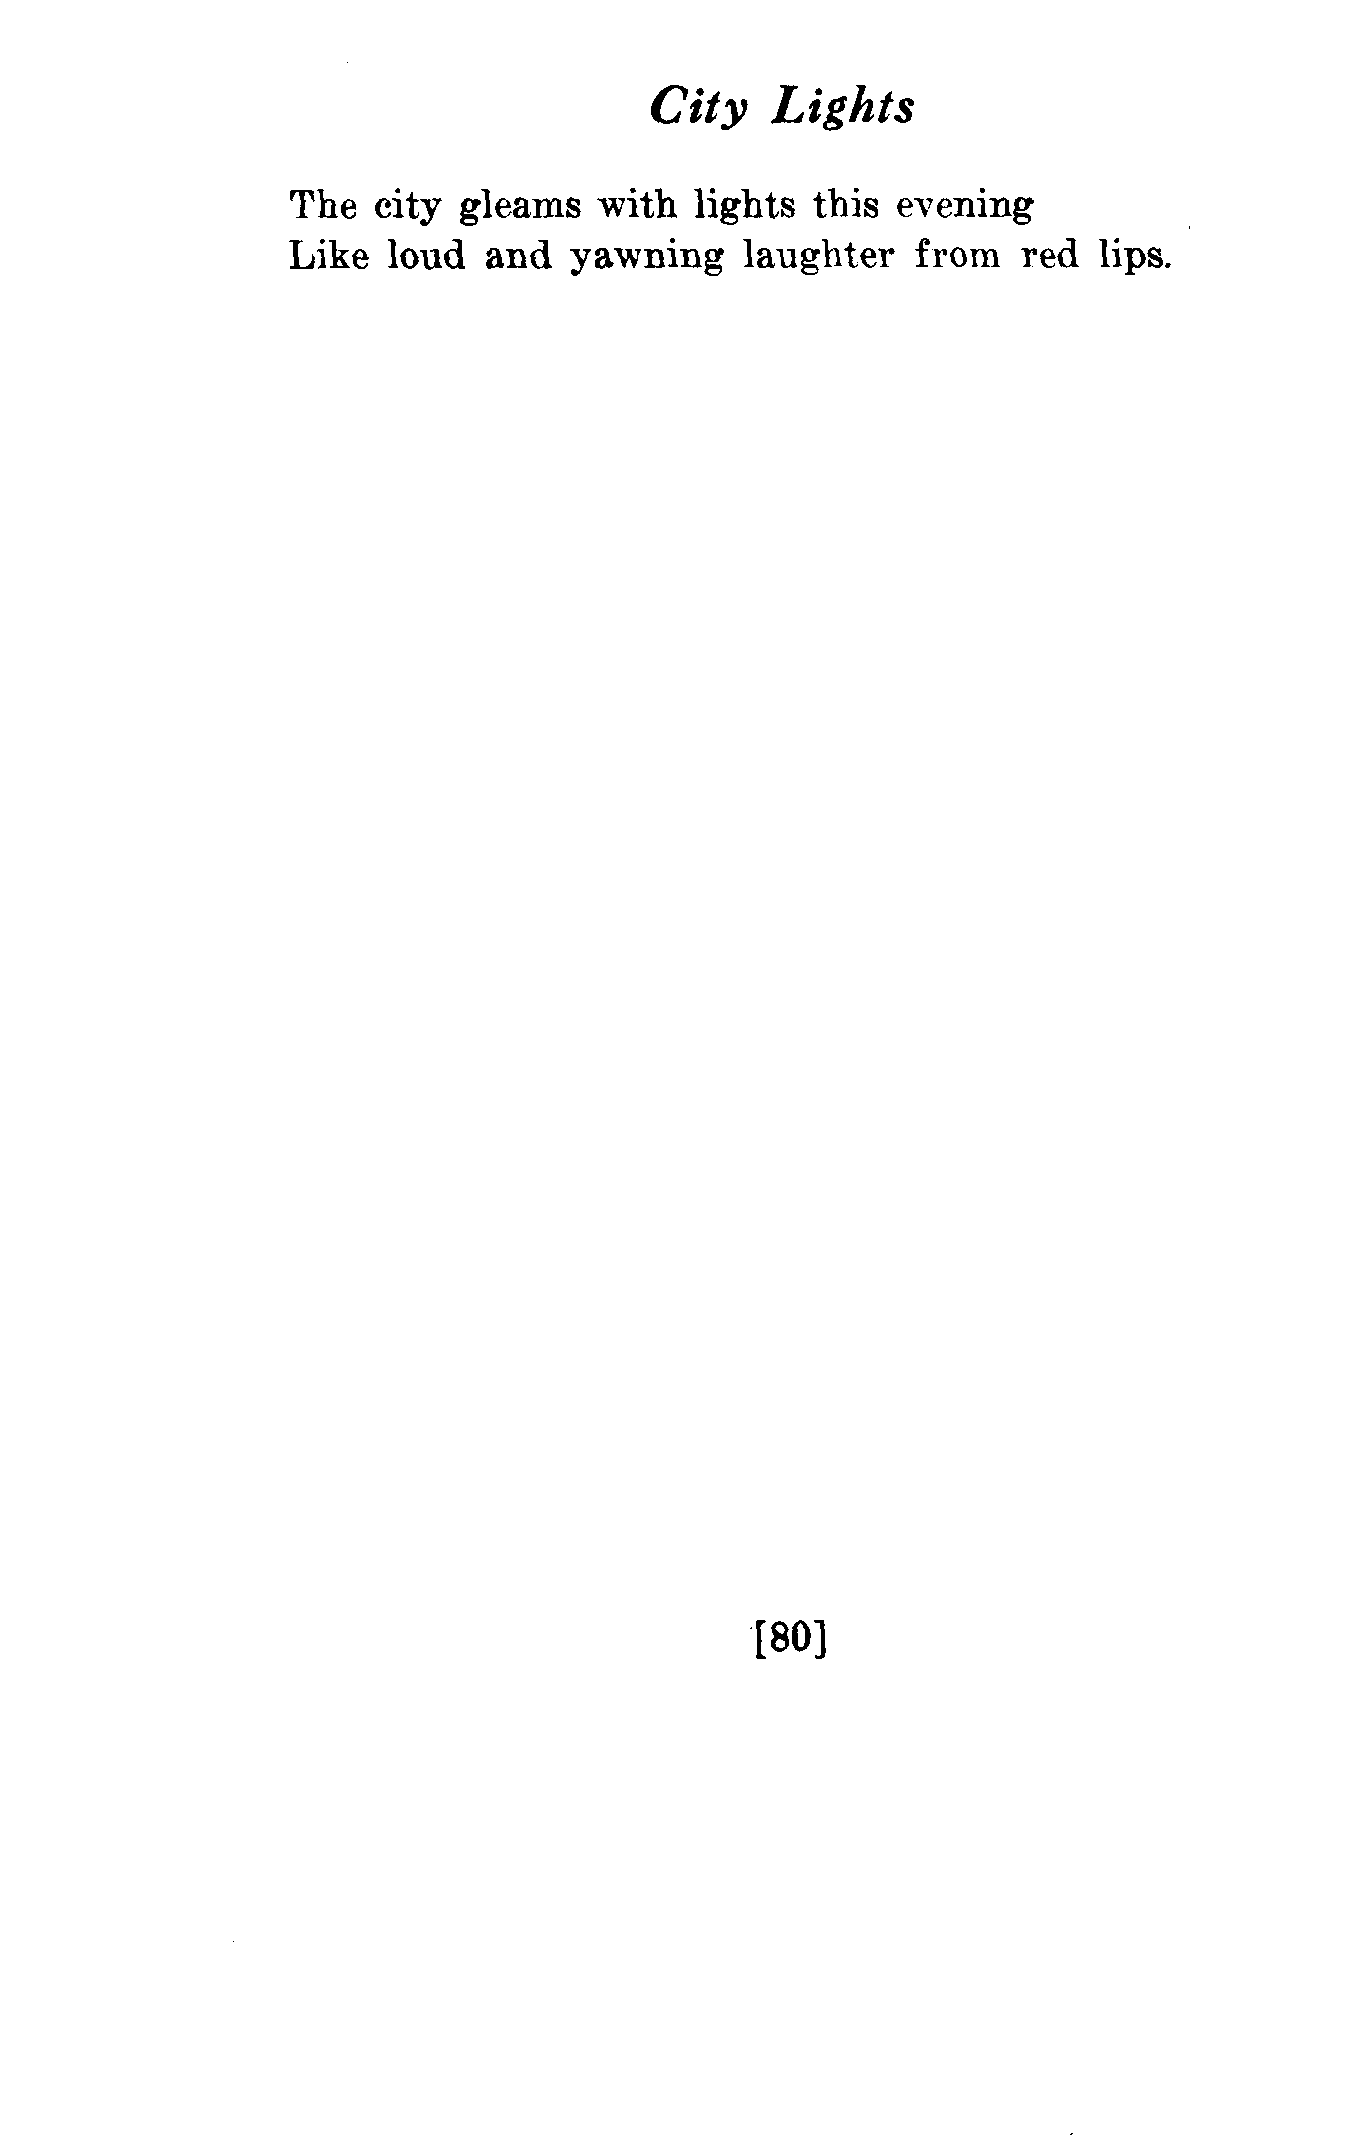 City Lights
The city gleams with lights this evening
Like loud and yawning laughter from red lips.
[80]